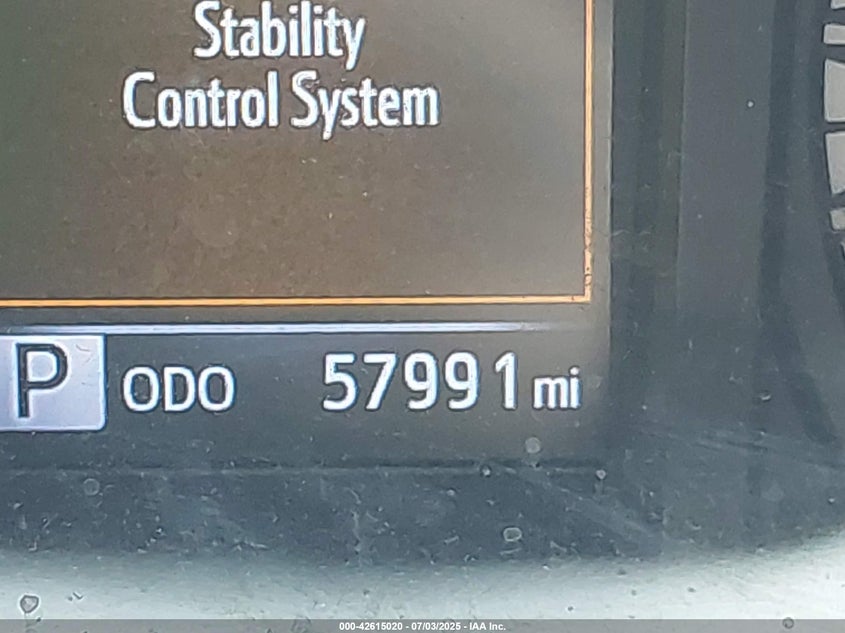 Stability
Control System
P ODO 57991 mi
000-42615020 - 07/03/2025 - IAA Inc.